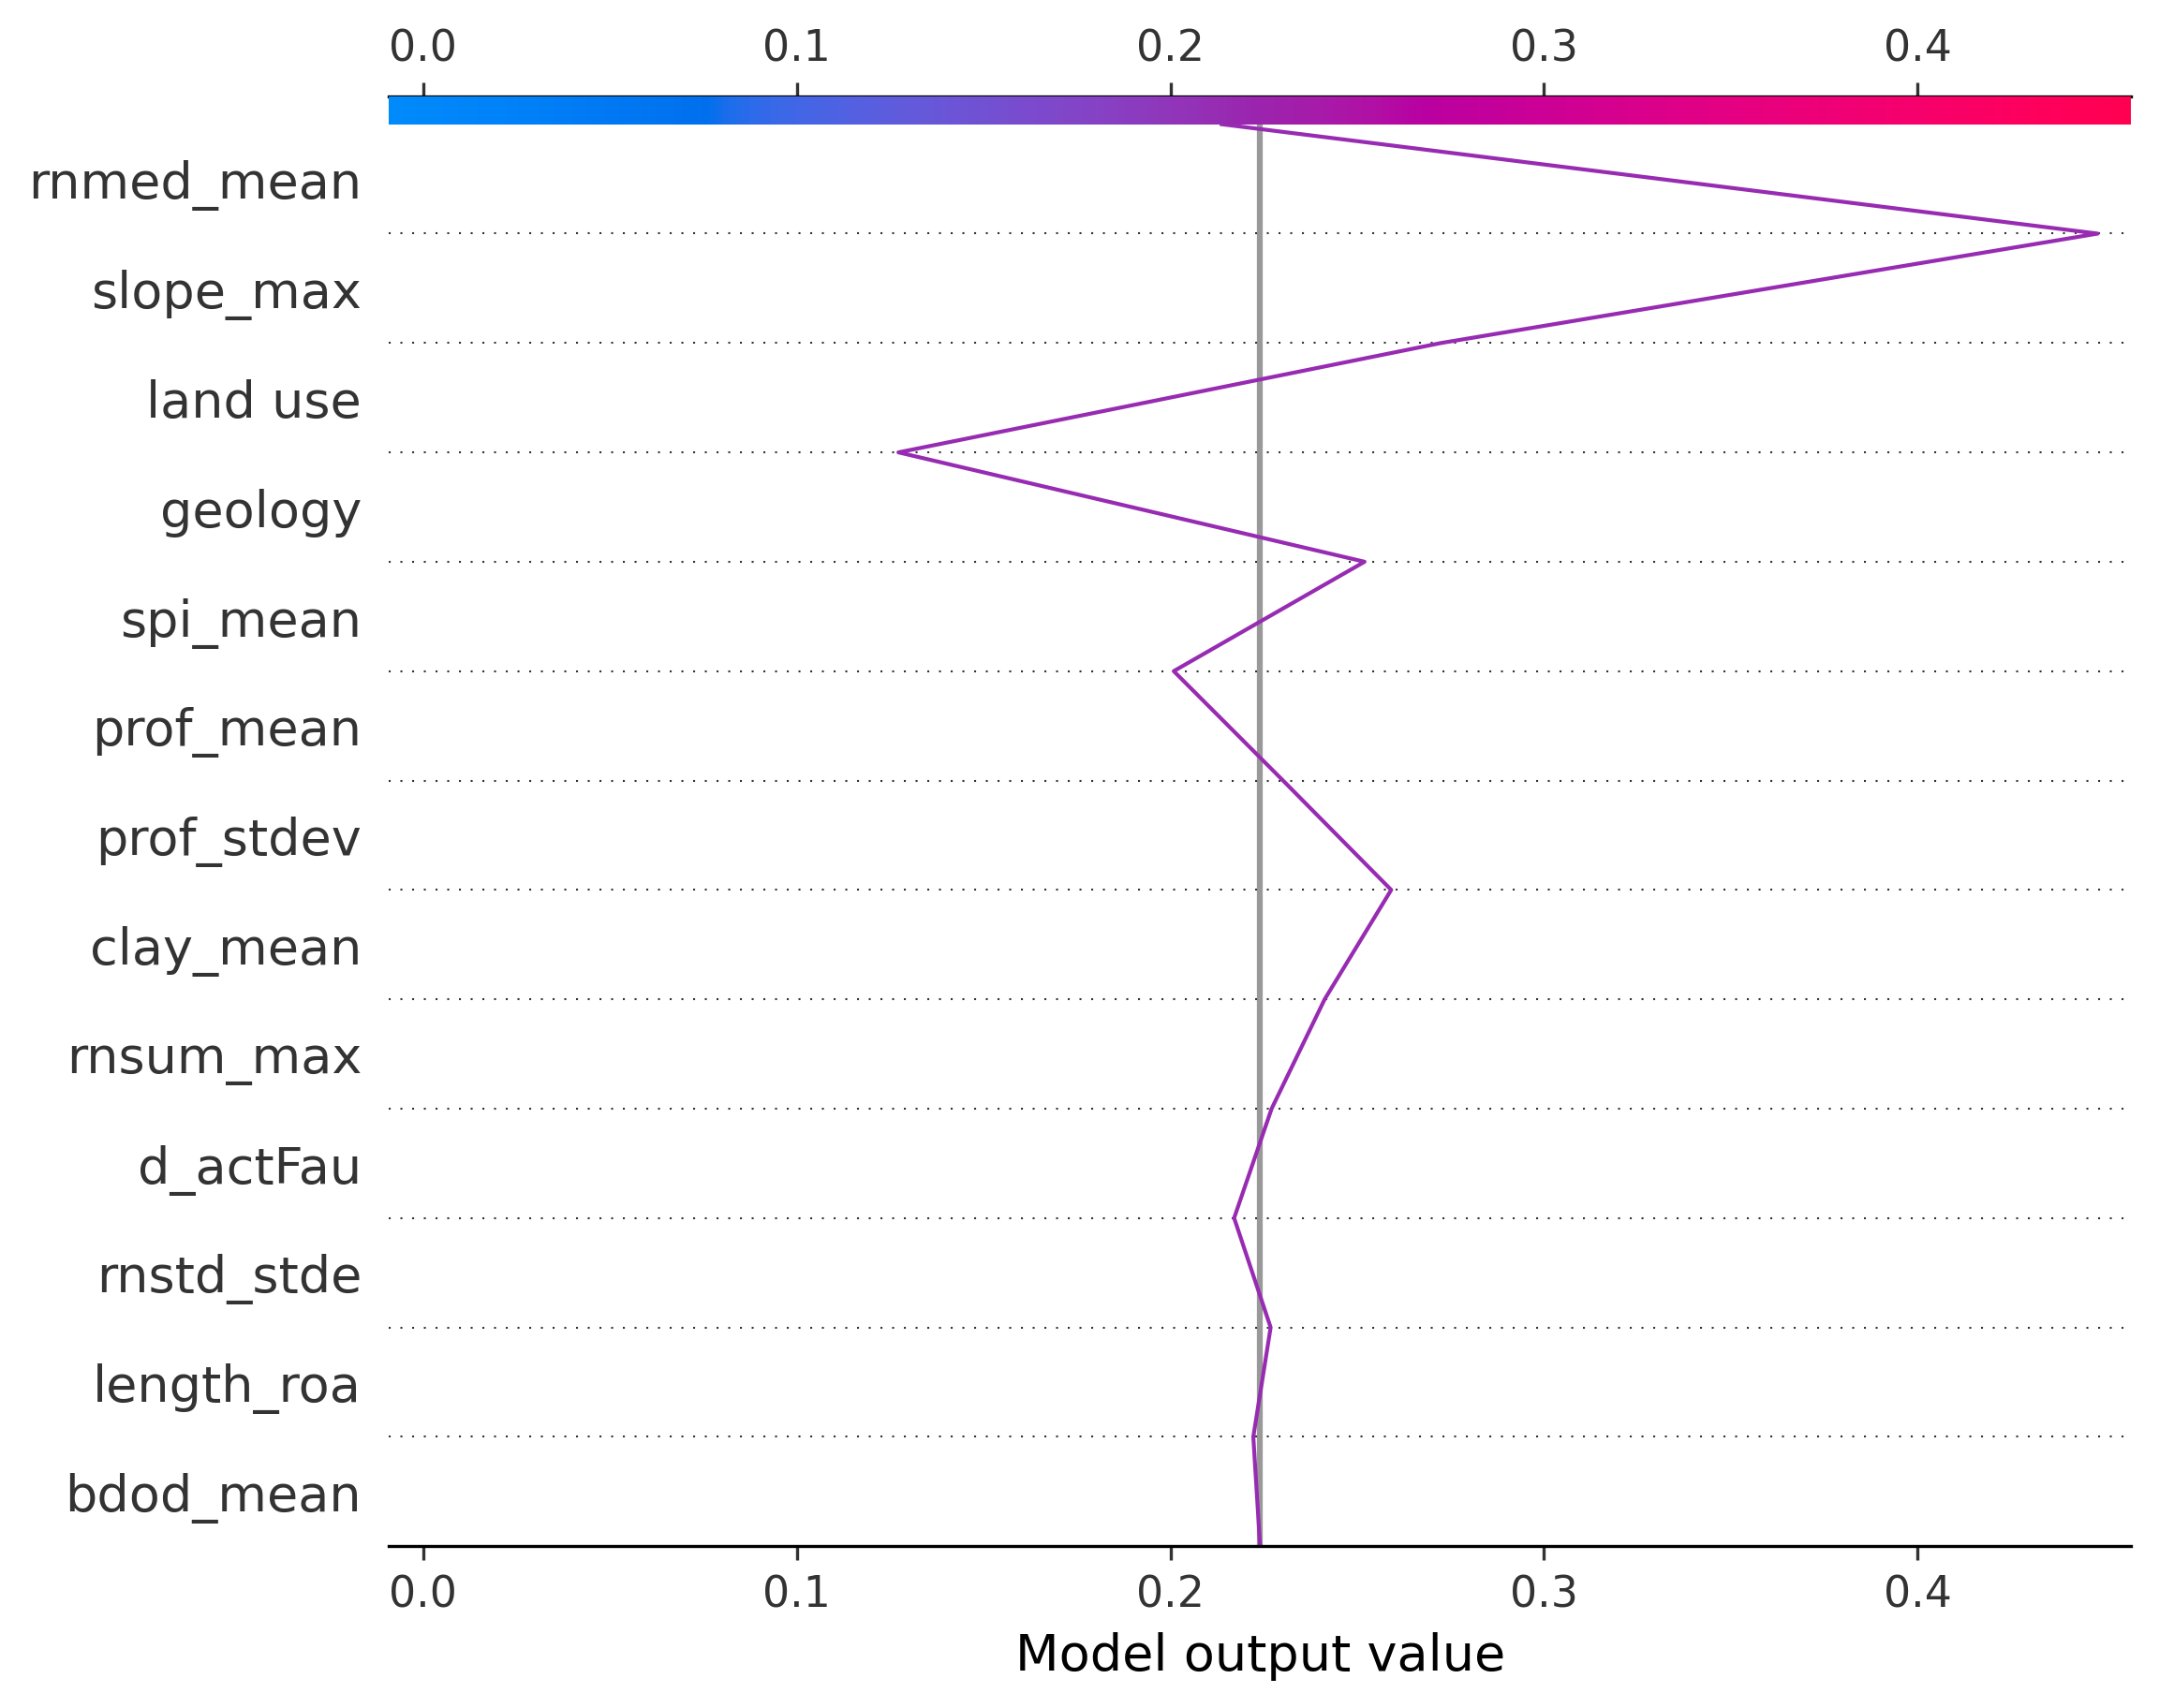 0.0 0.1 0.2 0.3 0.4
rnmed_mean
slope_max
land use
geology
spi_mean
prof_mean
prof_stdev
clay_mean
rnsum_max
d_actFau
rnstd_stde
length_roa
bdod_mean
0.0 0.1 0.2 0.3 0.4
Model output value